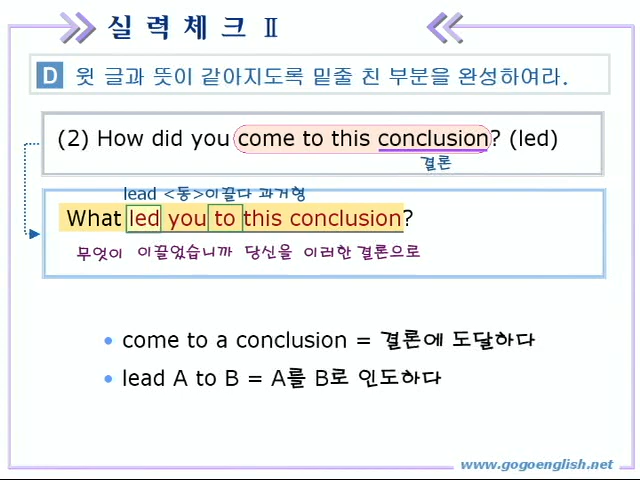 실 력 체 크 Ⅱ
D 윗 글과 뜻이 같아지도록 밑줄 친 부분을 완성하여라.
(2) How did you come to this conclusion? (led)
결론
lead <동>이끌다 과거형
What led you to this conclusion?
무엇이 이끌었습니까 당신을 이러한 결론으로
• come to a conclusion = 결론에 도달하다
• lead A to B = A를 B로 인도하다
www.gogoenglish.net